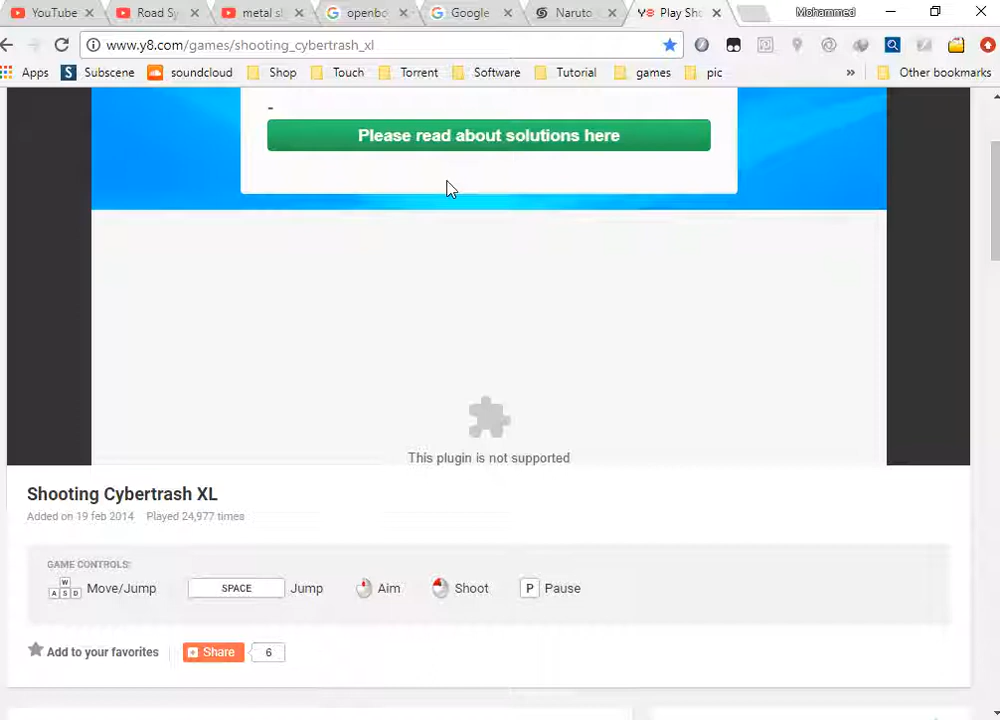 YouTube Road Sy metal sl openbo Google Naruto Play Sho Mohammed
www.y8.com/games/shooting_cybertrash_xl
Apps S Subscene soundcloud Shop Touch Torrent Software Tutorial games pic » Other bookmarks
-
Please read about solutions here
This plugin is not supported
Shooting Cybertrash XL
Added on 19 feb 2014 Played 24,977 times
GAME CONTROLS:
W A S D Move/Jump SPACE Jump Aim Shoot P Pause
Add to your favorites Share 6